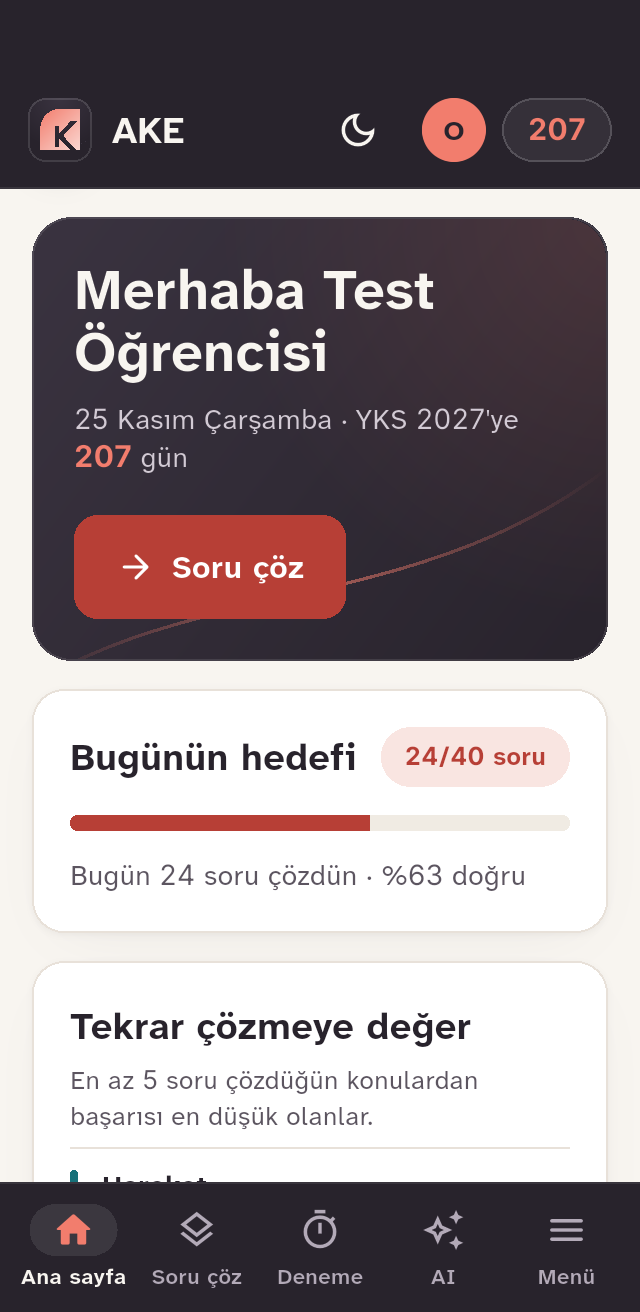 AKE
O
207
Merhaba Test
Öğrencisi
25 Kasım Çarşamba · YKS 2027'ye
207 gün
Soru çöz
Bugünün hedefi
24/40 soru
Bugün 24 soru çözdün · %63 doğru
Tekrar çözmeye değer
En az 5 soru çözdüğün konulardan
başarısı en düşük olanlar.
Hareket
Ana sayfa
Soru çöz
Deneme
AI
Menü